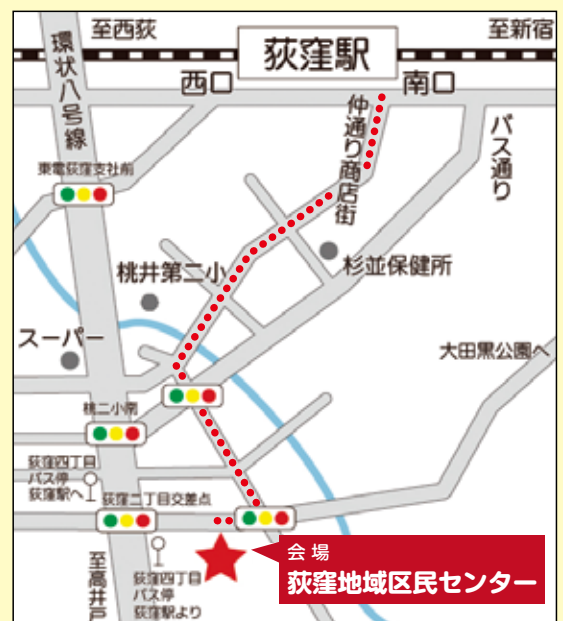 至西荻
荻窪駅
至新宿
西口
南口
環状八号線
仲通り商店街
バス通り
東電荻窪支社前
杉並保健所
桃井第二小
スーパー
大田黒公園へ
桃二小南
荻窪四丁目
バス停
荻窪駅へ
荻窪二丁目交差点
至高井戸
荻窪四丁目
バス停
荻窪駅より
会場
荻窪地域区民センター